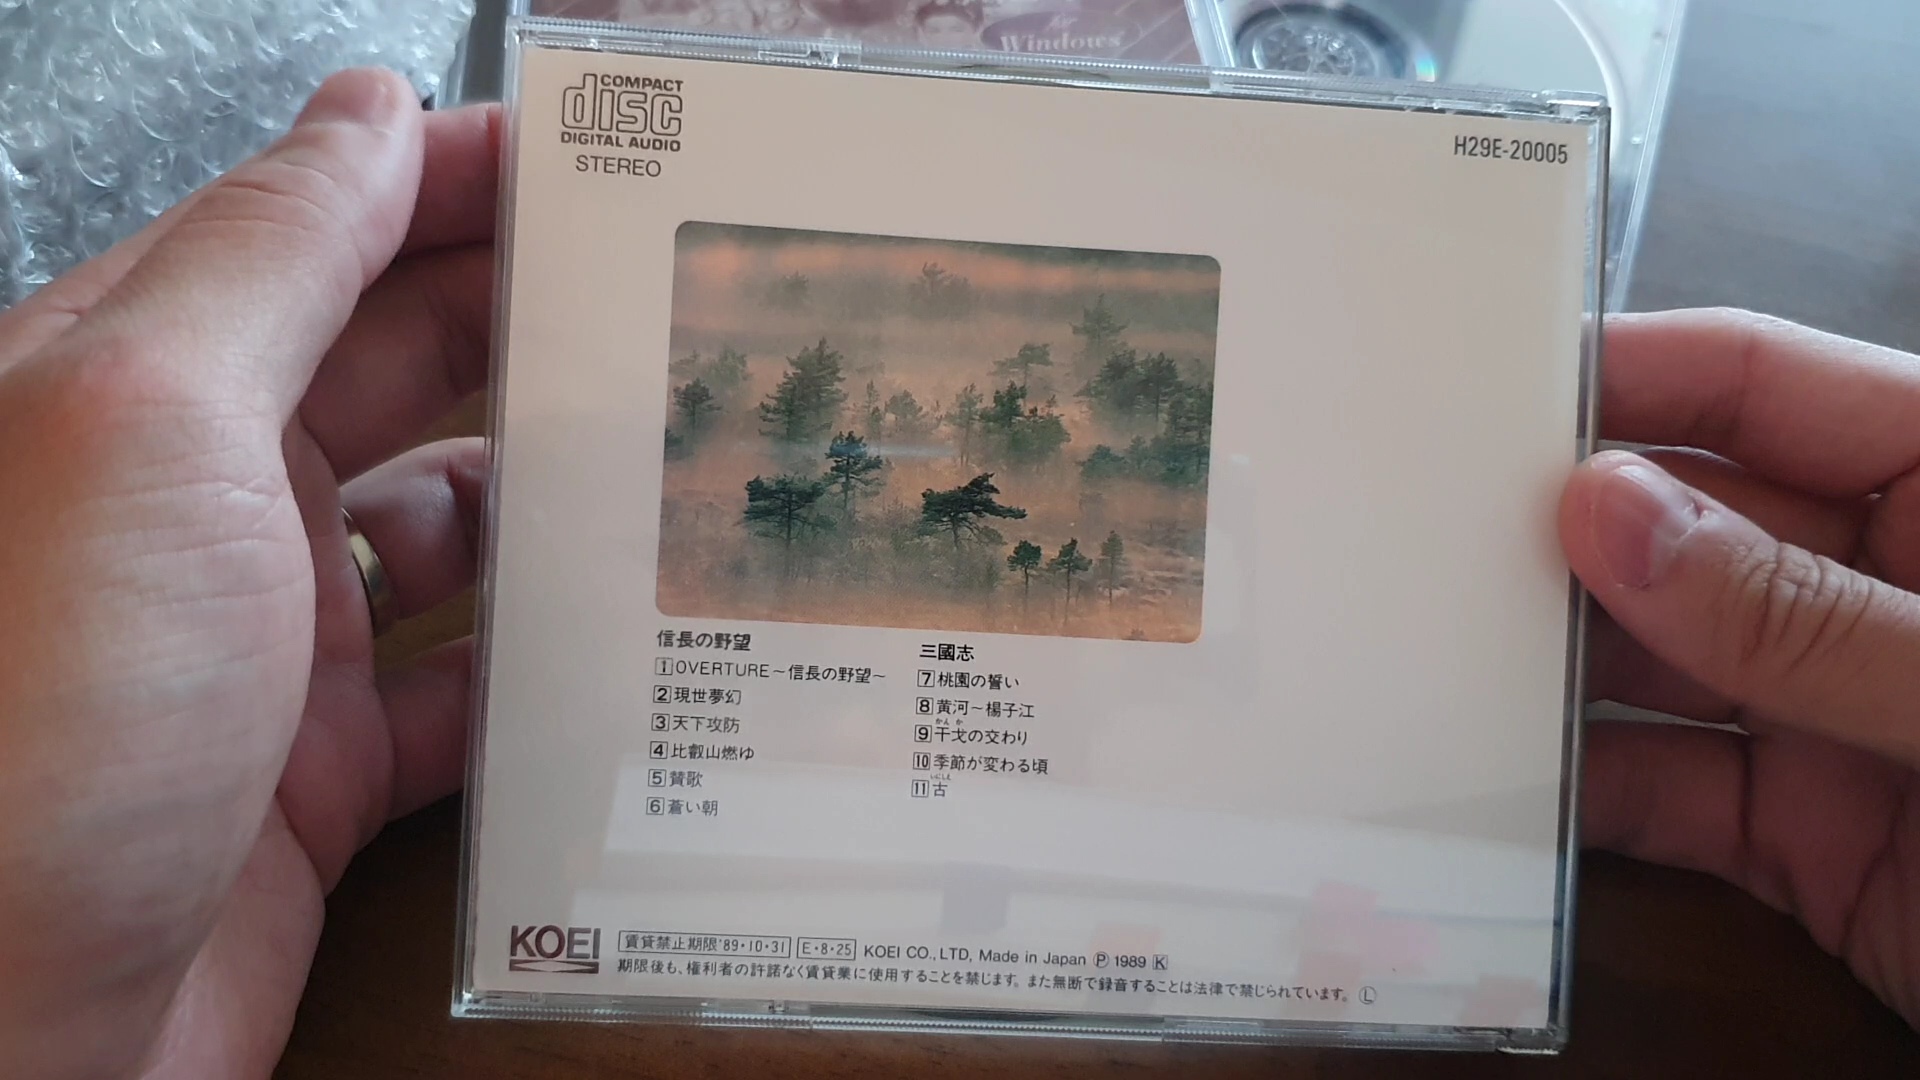 for
Windows
COMPACT
disc
DIGITAL AUDIO
STEREO
H29E-20005
信長の野望
1 OVERTURE～信長の野望～
2 現世夢幻
3 天下攻防
4 比叡山燃ゆ
5 賛歌
6 蒼い朝
三國志
7 桃園の誓い
8 黄河～楊子江
かん か
9 干戈の交わり
10 季節が変わる頃
いにしえ
11 古
KOEI
賃貸禁止期限'89・10・31 E・8・25 KOEI CO., LTD, Made in Japan Ⓟ 1989 K
期限後も、権利者の許諾なく賃貸業に使用することを禁じます。また無断で録音することは法律で禁じられています。 Ⓛ